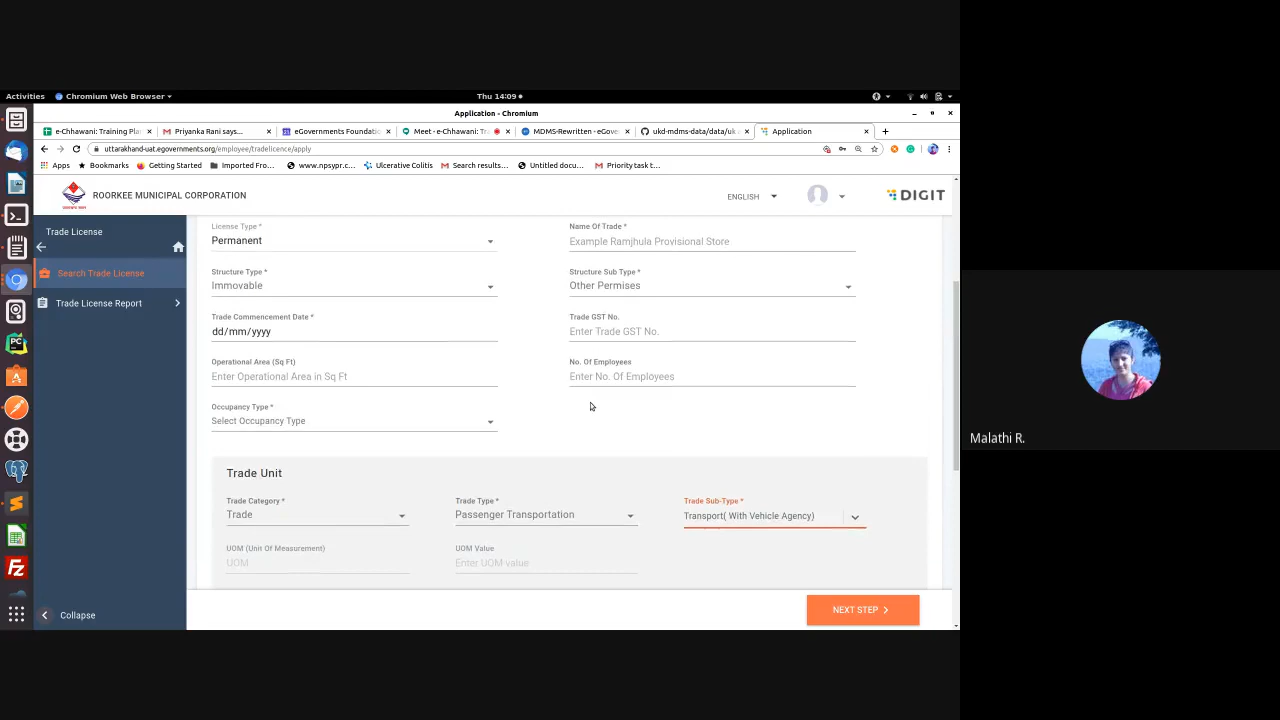 Activities
Chromium Web Browser
Thu 14:09
Application - Chromium
e-Chhawani: Training Pla
Priyanka Rani says...
eGovernments Foundatio
Meet - e-Chhawani: Tra
MDMS-Rewritten - eGove
ukd-mdms-data/data/uk a
Application
uttarakhand-uat.egovernments.org/employee/tradelicence/apply
Apps
Bookmarks
Getting Started
Imported Fro...
www.npsypr.c...
Ulcerative Colitis
Search results...
Untitled docu...
Priority task t...
ROORKEE MUNICIPAL CORPORATION
ENGLISH
DIGIT
Trade License
Search Trade License
Trade License Report
Collapse
License Type *
Permanent
Name Of Trade *
Example Ramjhula Provisional Store
Structure Type *
Immovable
Structure Sub Type *
Other Permises
Trade Commencement Date *
dd/mm/yyyy
Trade GST No.
Enter Trade GST No.
Operational Area (Sq Ft)
Enter Operational Area in Sq Ft
No. Of Employees
Enter No. Of Employees
Occupancy Type *
Select Occupancy Type
Trade Unit
Trade Category *
Trade
Trade Type *
Passenger Transportation
Trade Sub-Type *
Transport( With Vehicle Agency)
UOM (Unit Of Measurement)
UOM
UOM Value
Enter UOM value
NEXT STEP
Malathi R.